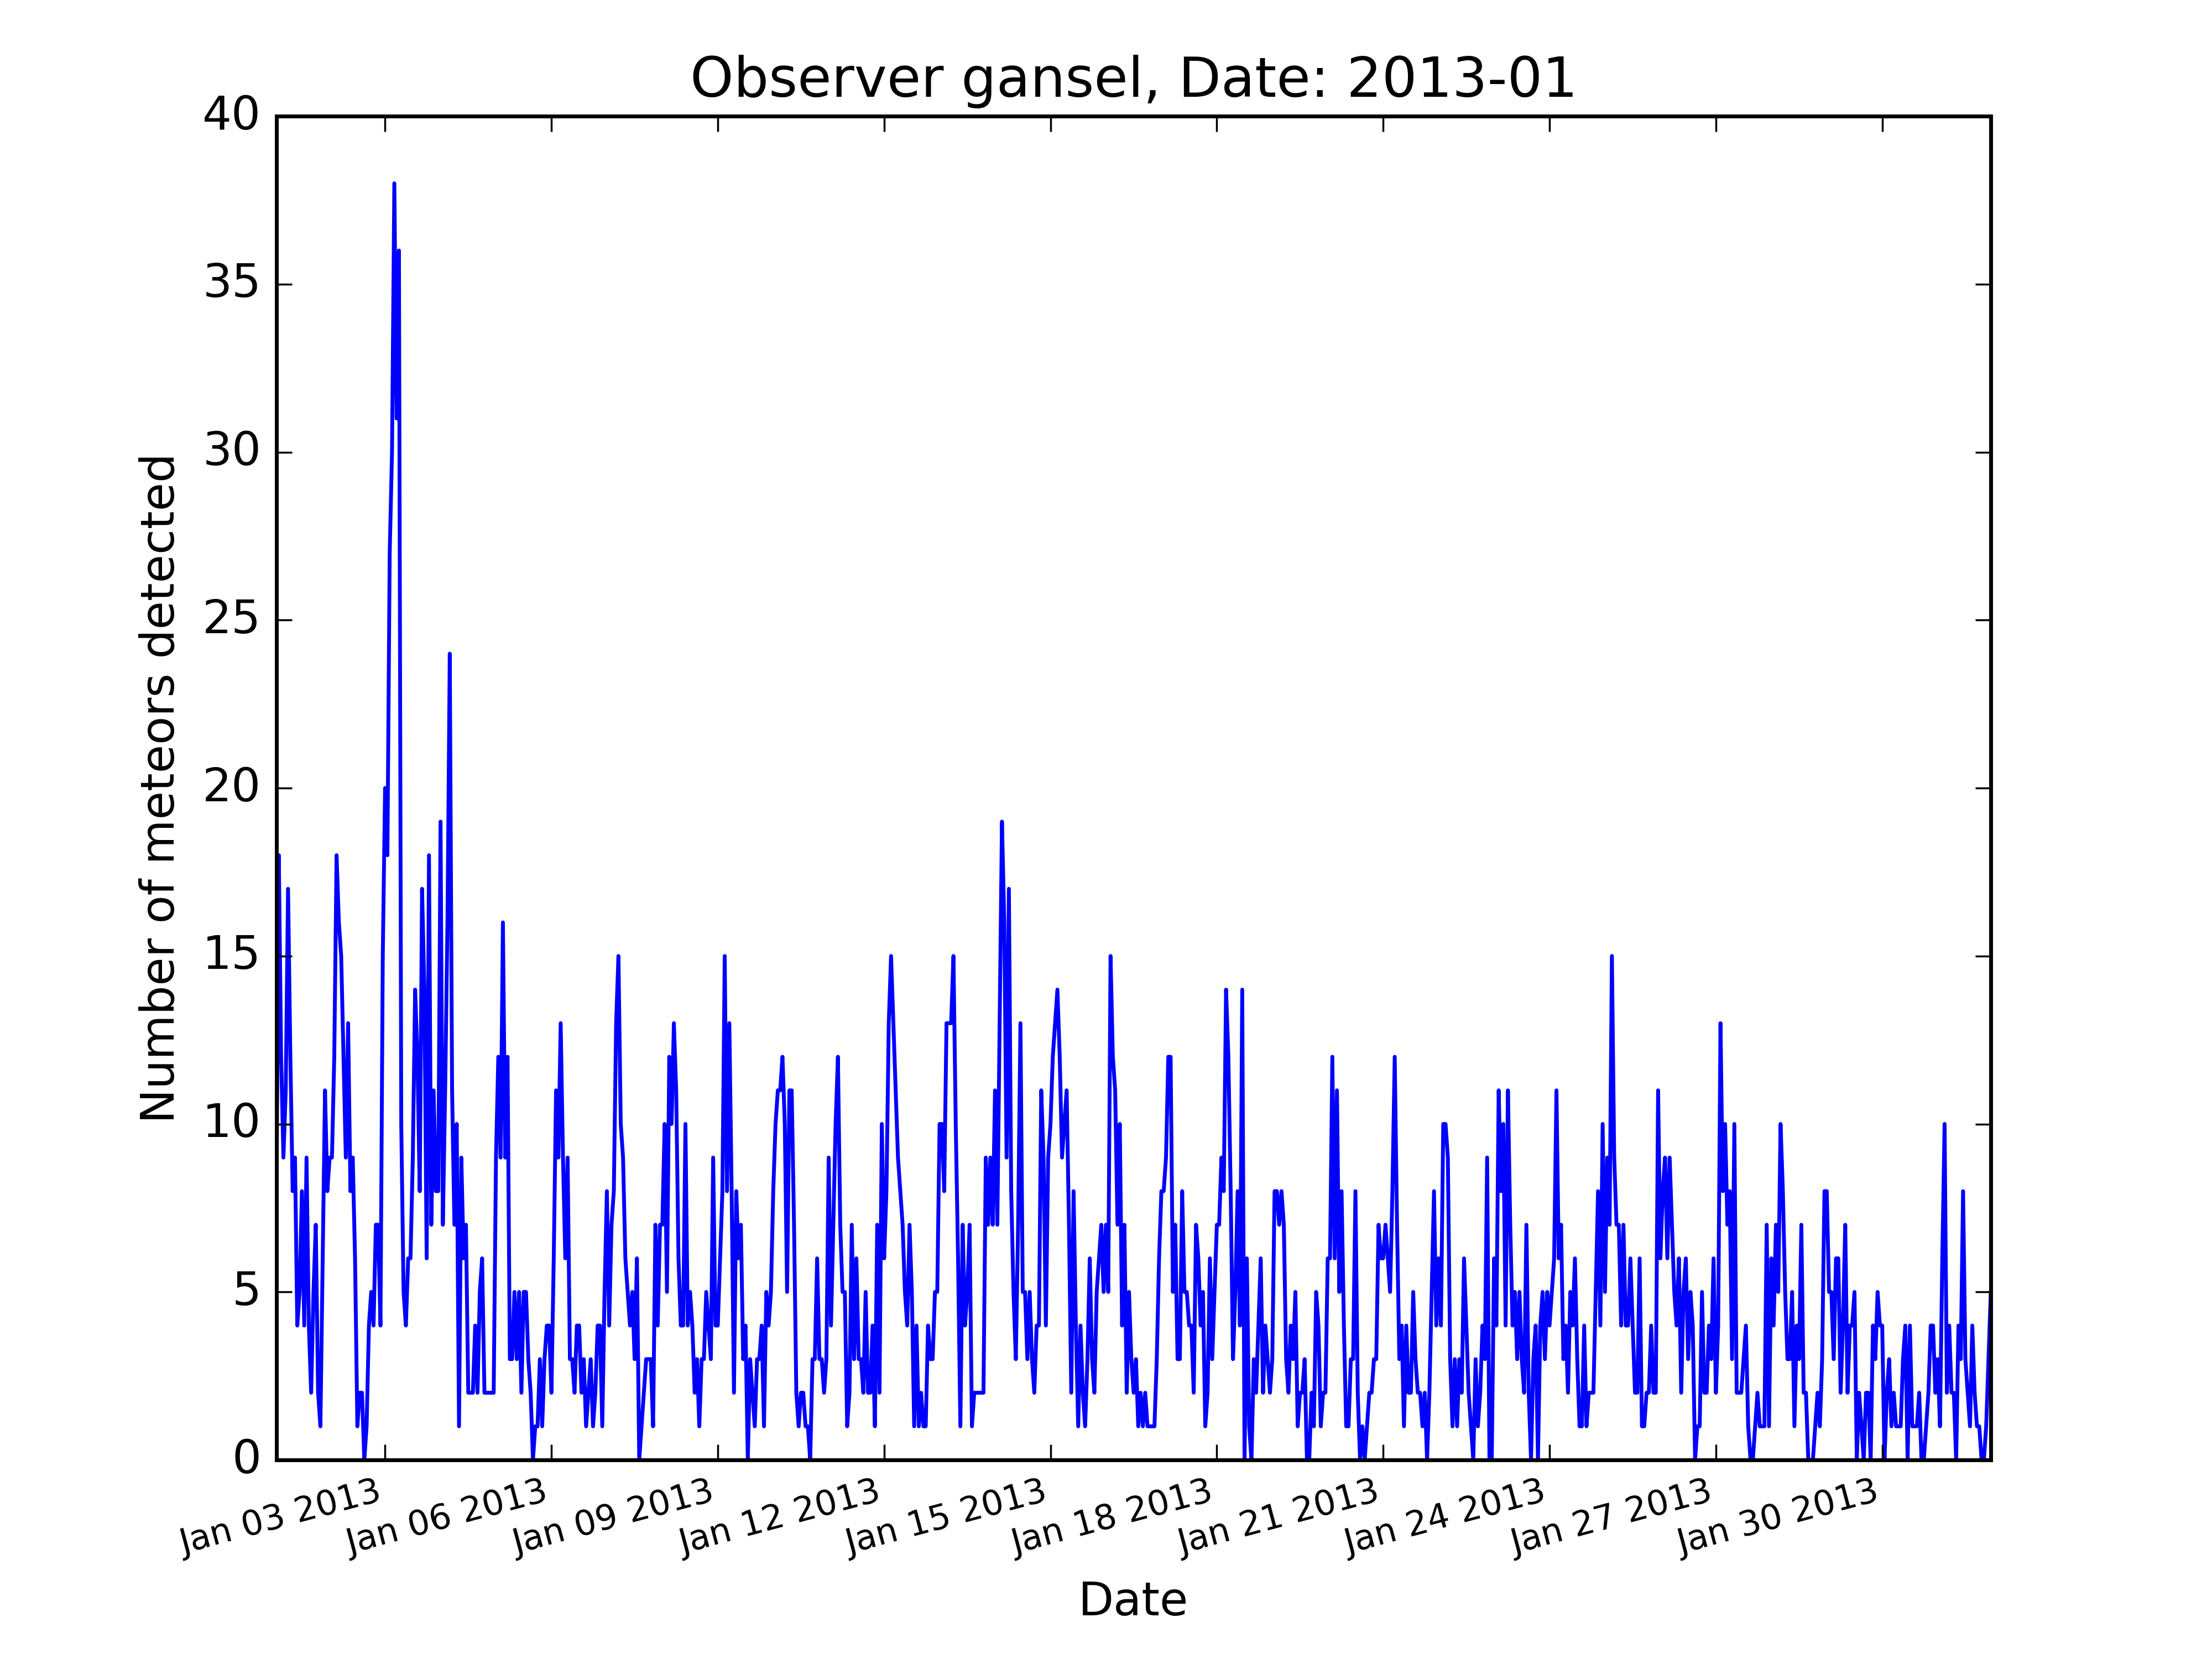 Observer gansel, Date: 2013-01
Number of meteors detected
40
35
30
25
20
15
10
5
0
Jan 03 2013
Jan 06 2013
Jan 09 2013
Jan 12 2013
Jan 15 2013
Jan 18 2013
Jan 21 2013
Jan 24 2013
Jan 27 2013
Jan 30 2013
Date